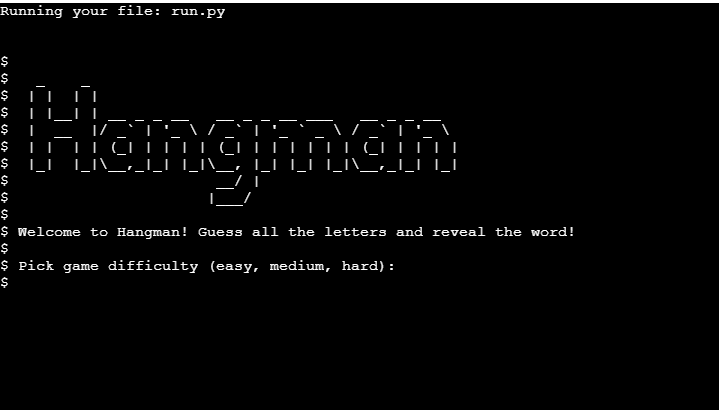 Running your file: run.py
$
$
$ Hangman
$
$
$
$
$
$
$
$ Welcome to Hangman! Guess all the letters and reveal the word!
$
$ Pick game difficulty (easy, medium, hard):
$